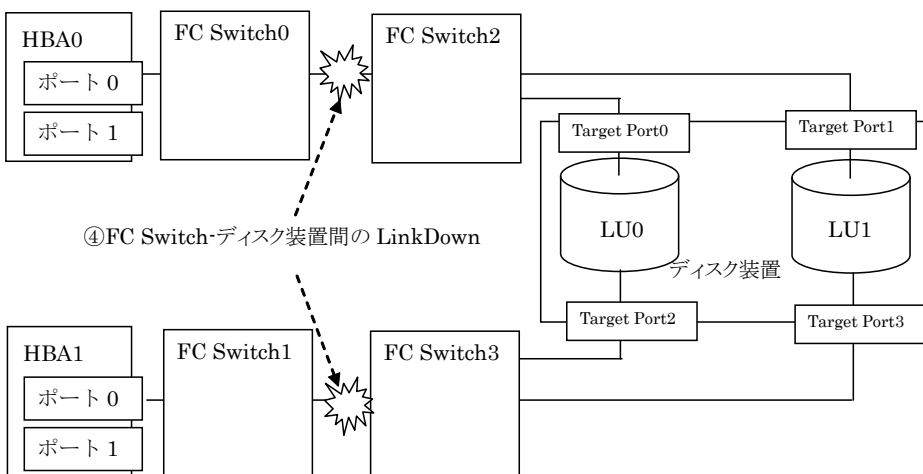 HBA0
ポート 0
ポート 1
FC Switch0
FC Switch2
Target Port0
Target Port1
LU0
LU1
④FC Switch-ディスク装置間の LinkDown
ディスク装置
Target Port2
Target Port3
HBA1
ポート 0
ポート 1
FC Switch1
FC Switch3